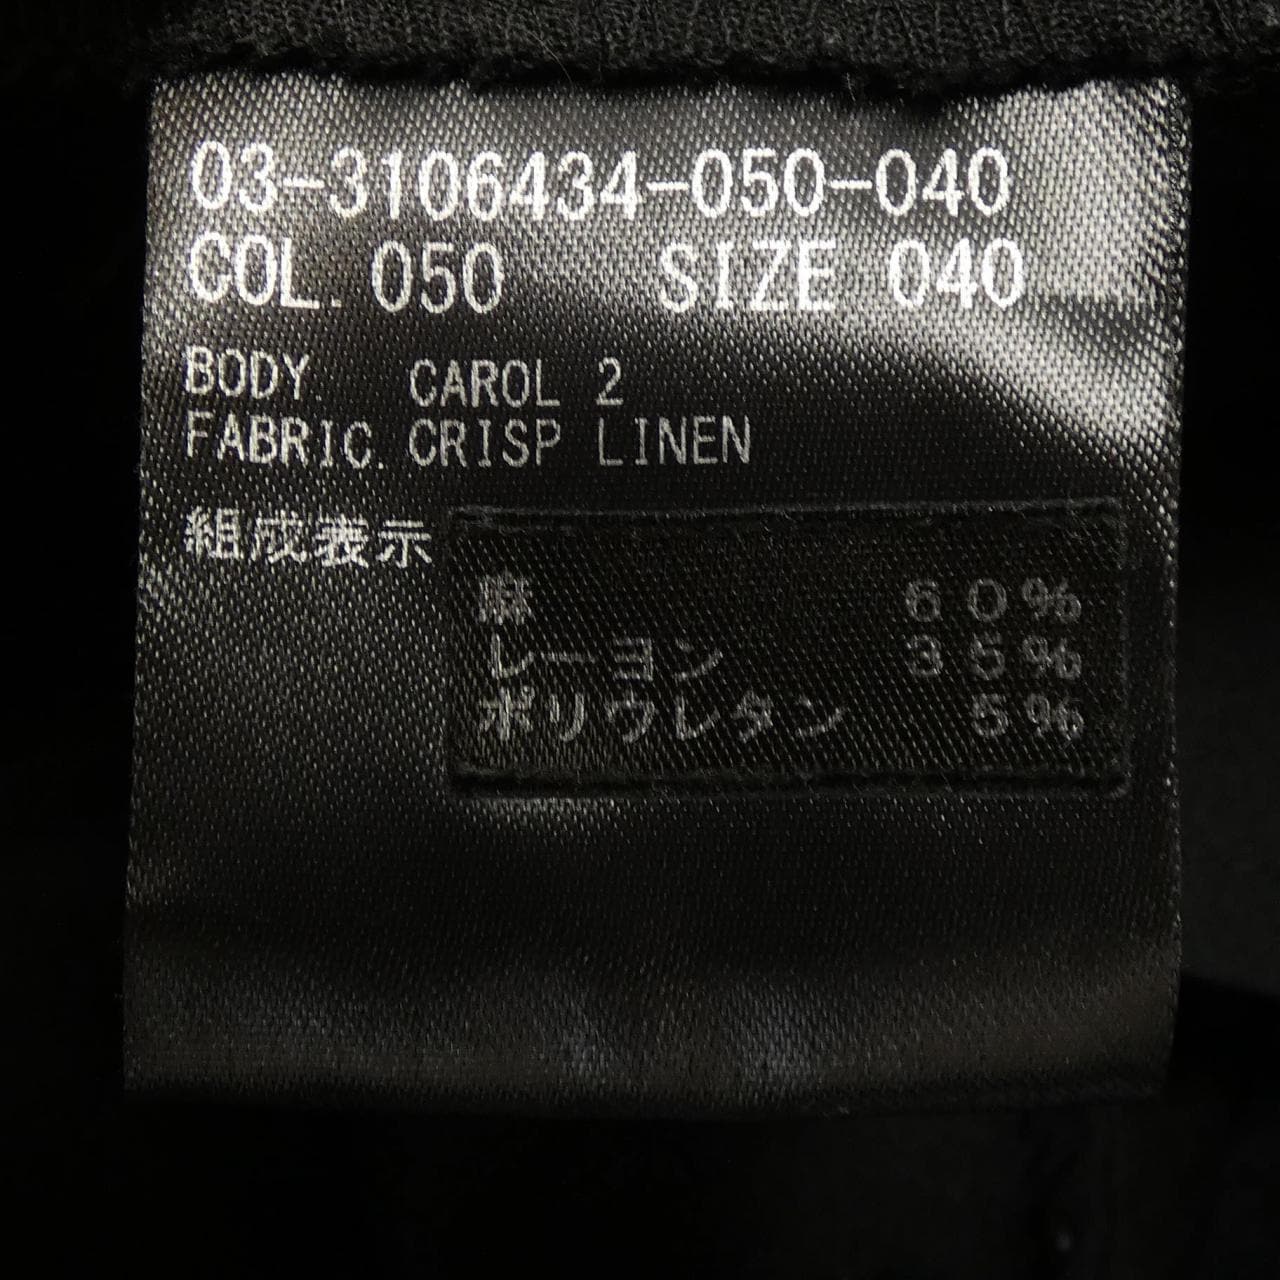 03-3106434-050-040
COL. 050 SIZE 040
BODY. CAROL 2
FABRIC. CRISP LINEN
組成表示
麻 60%
レーヨン 35%
ポリウレタン 5%